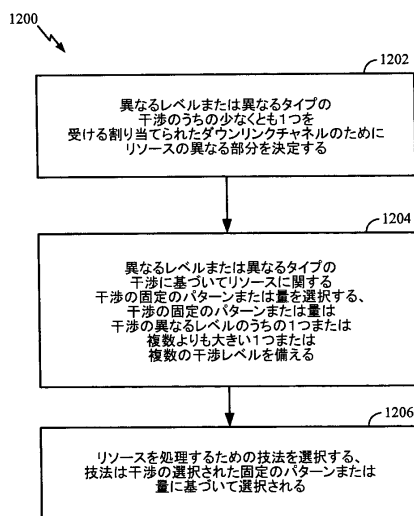 1200
1202
異なるレベルまたは異なるタイプの
干渉のうちの少なくとも1つを
受ける割り当てられたダウンリンクチャネルのために
リソースの異なる部分を決定する
1204
異なるレベルまたは異なるタイプの
干渉に基づいてリソースに関する
干渉の固定のパターンまたは量を選択する、
干渉の固定のパターンまたは量は
干渉の異なるレベルのうちの1つまたは
複数よりも大きい1つまたは
複数の干渉レベルを備える
1206
リソースを処理するための技法を選択する、
技法は干渉の選択された固定のパターンまたは
量に基づいて選択される